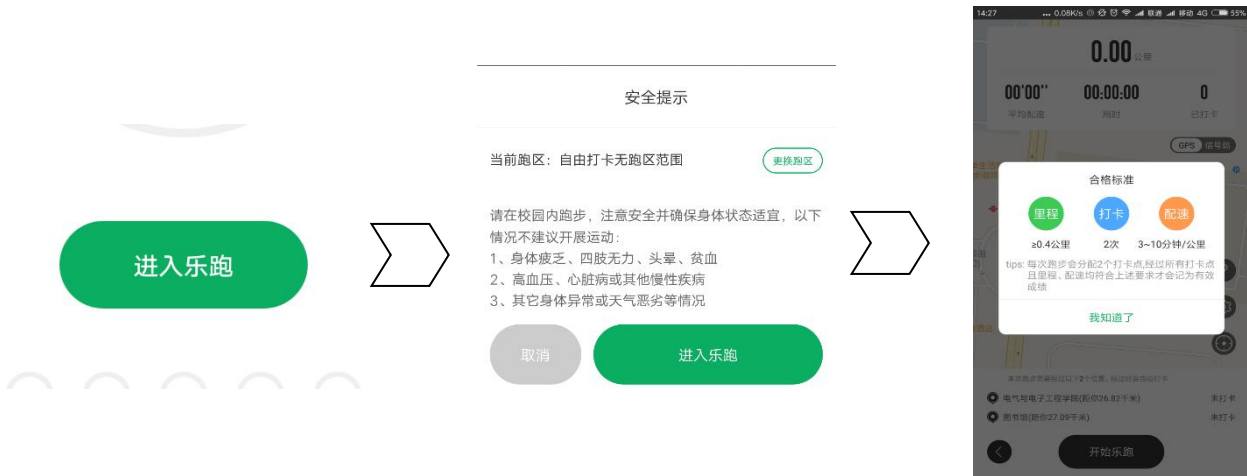 进入乐跑
安全提示
当前跑区：自由打卡无跑区范围
更换跑区
请在校园内跑步，注意安全并确保身体状态适宜，以下
情况不建议开展运动：
1、身体疲乏、四肢无力、头晕、贫血
2、高血压、心脏病或其他慢性疾病
3、其它身体异常或天气恶劣等情况
取消
进入乐跑
14:27
... 0.08K/s
联通
移动 4G
55%
0.00公里
00'00"
00:00:00
0
平均配速
用时
已打卡
GPS
信号弱
合格标准
里程
打卡
配速
≥0.4公里
2次
3~10分钟/公里
tips: 每次跑步会分配2个打卡点,经过所有打卡点
且里程、配速均符合上述要求才会记为有效
成绩
我知道了
电气与电子工程学院(距你26.82千米)
未打卡
图书馆(距你27.09千米)
未打卡
开始乐跑